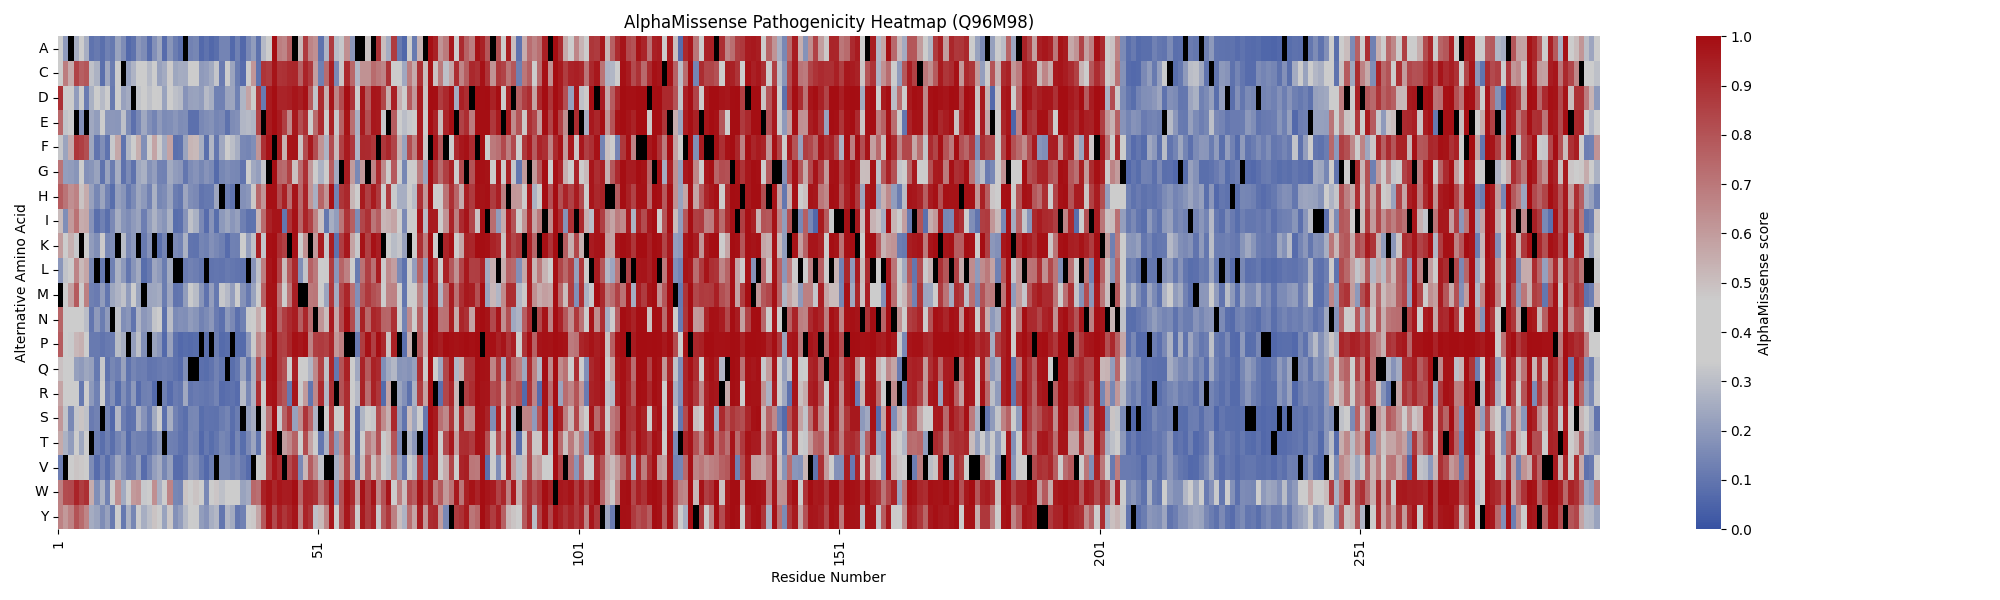 AlphaMissense Pathogenicity Heatmap (Q96M98)
Alternative Amino Acid
A
C
D
E
F
G
H
I
K
L
M
N
P
Q
R
S
T
V
W
Y
1
51
101
151
201
251
Residue Number
1.0
0.9
0.8
0.7
0.6
0.5
0.4
0.3
0.2
0.1
0.0
AlphaMissense score